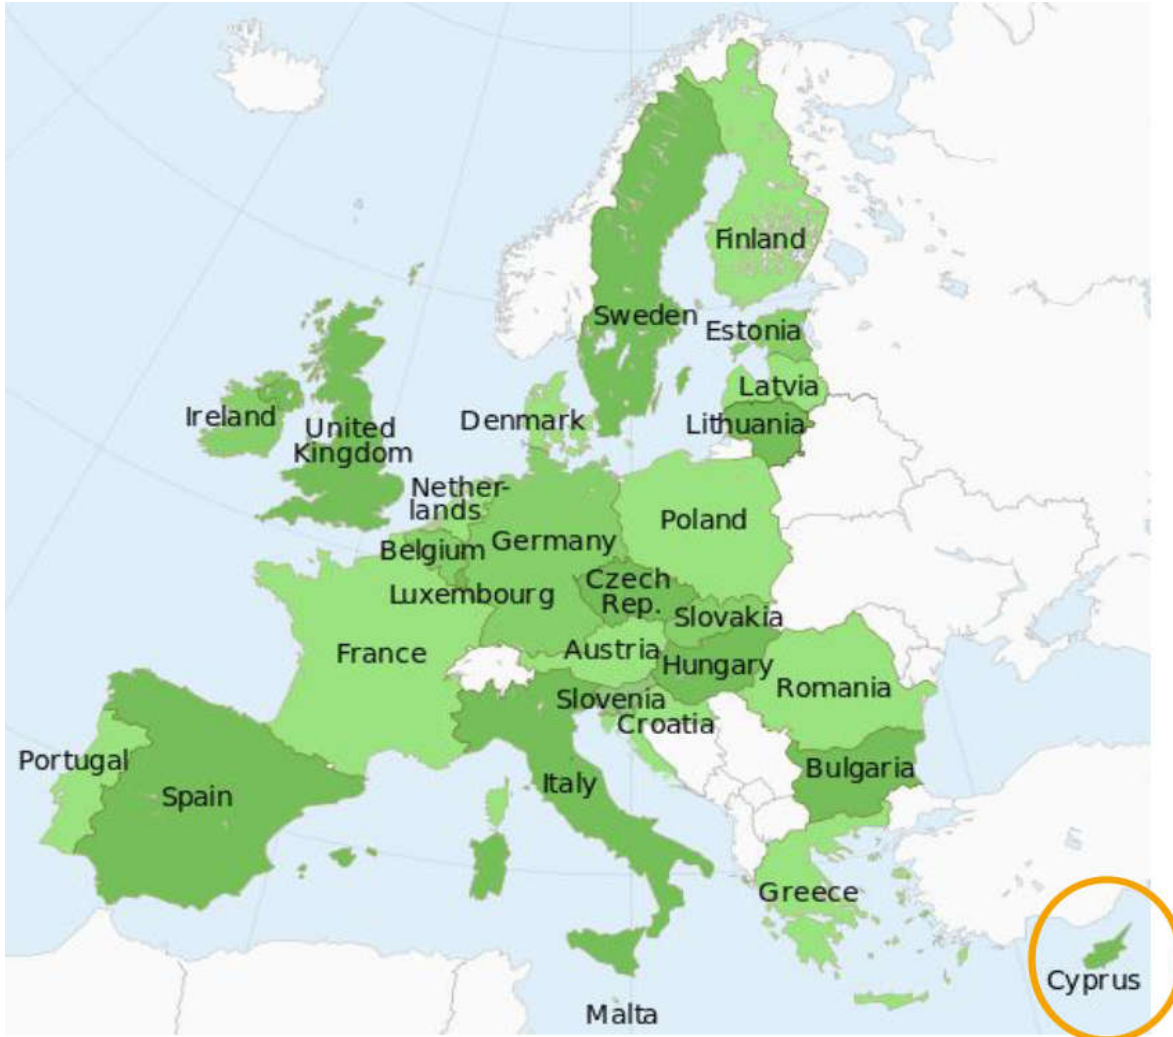 Finland
Sweden
Estonia
Latvia
Lithuania
Denmark
Ireland
United
Kingdom
Nether-
lands
Poland
Belgium
Germany
Luxembourg
Czech
Rep.
Slovakia
France
Austria
Hungary
Romania
Slovenia
Croatia
Portugal
Spain
Italy
Bulgaria
Greece
Cyprus
Malta